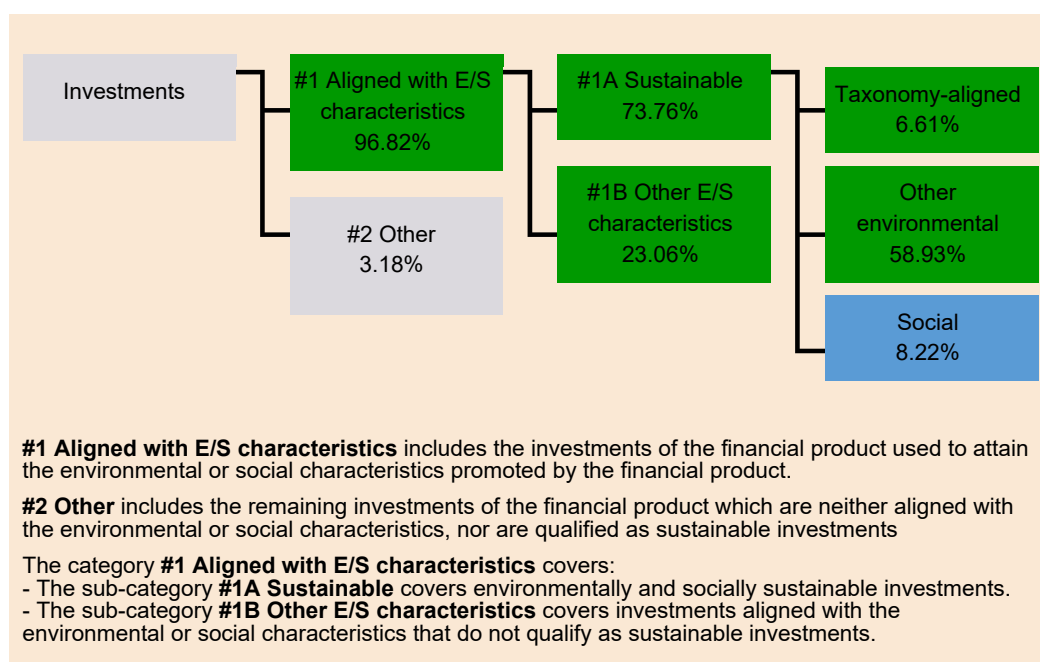 Investments
#1 Aligned with E/S
characteristics
96.82%
#2 Other
3.18%
#1A Sustainable
73.76%
#1B Other E/S
characteristics
23.06%
Taxonomy-aligned
6.61%
Other
environmental
58.93%
Social
8.22%
#1 Aligned with E/S characteristics includes the investments of the financial product used to attain
the environmental or social characteristics promoted by the financial product.
#2 Other includes the remaining investments of the financial product which are neither aligned with
the environmental or social characteristics, nor are qualified as sustainable investments
The category #1 Aligned with E/S characteristics covers:
- The sub-category #1A Sustainable covers environmentally and socially sustainable investments.
- The sub-category #1B Other E/S characteristics covers investments aligned with the
environmental or social characteristics that do not qualify as sustainable investments.